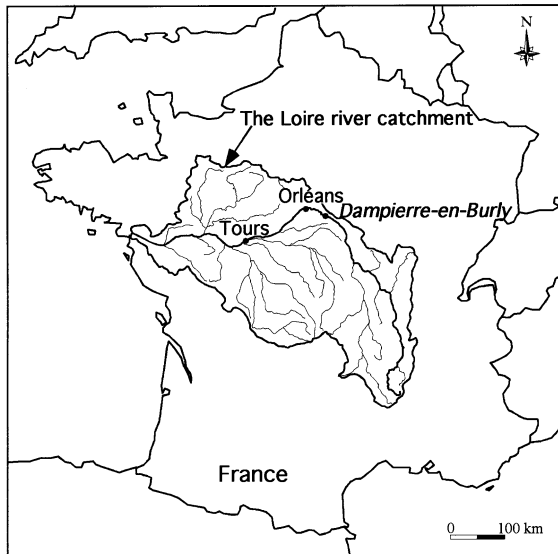 N
The Loire river catchment
Orléans
Dampierre-en-Burly
Tours
France
0 100 km